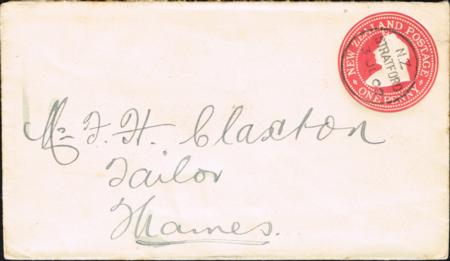 NEW ZEALAND POSTAGE
ONE PENNY
N.Z.
STRATFORD
Mr F. H. Claxton
Tailor
Thames.